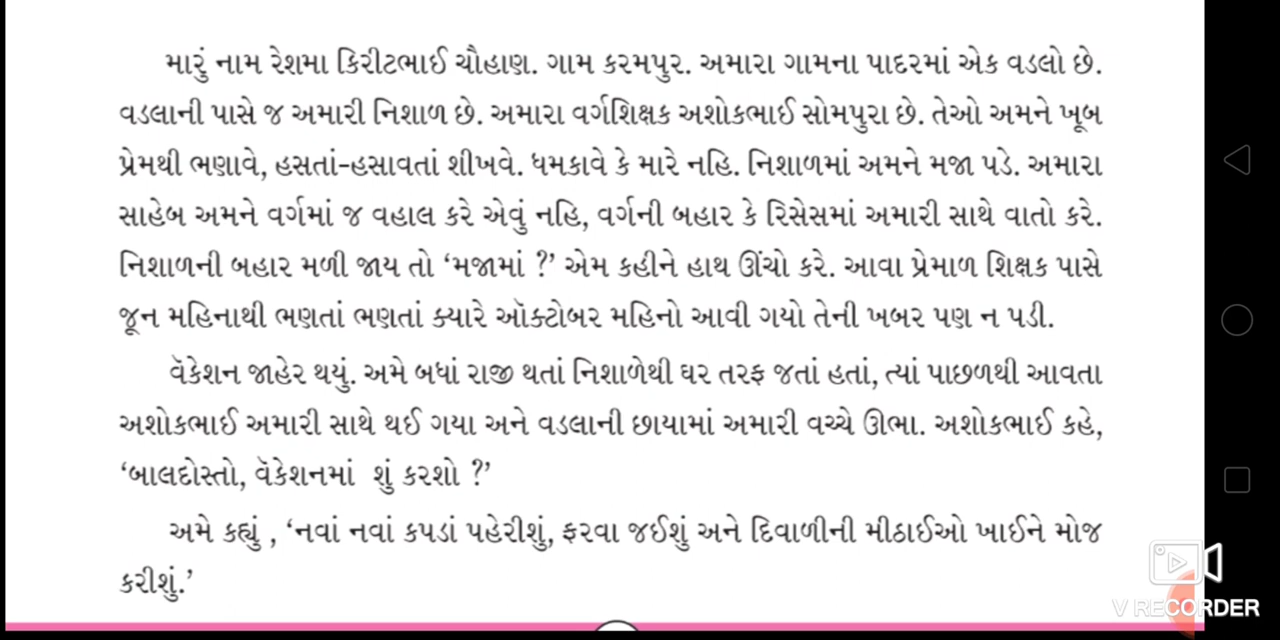 મારું નામ રેશમા કિરીટભાઈ ચૌહાણ. ગામ કરમપુર. અમારા ગામના પાદરમાં એક વડલો છે.
વડલાની પાસે જ અમારી નિશાળ છે. અમારા વર્ગશિક્ષક અશોકભાઈ સોમપુરા છે. તેઓ અમને ખૂબ
પ્રેમથી ભણાવે, હસતાં-હસાવતાં શીખવે. ધમકાવે કે મારે નહિ. નિશાળમાં અમને મજા પડે. અમારા
સાહેબ અમને વર્ગમાં જ વહાલ કરે એવું નહિ, વર્ગની બહાર કે રિસેસમાં અમારી સાથે વાતો કરે.
નિશાળની બહાર મળી જાય તો ‘મજામાં ?’ એમ કહીને હાથ ઊંચો કરે. આવા પ્રેમાળ શિક્ષક પાસે
જૂન મહિનાથી ભણતાં ભણતાં ક્યારે ઑક્ટોબર મહિનો આવી ગયો તેની ખબર પણ ન પડી.
વૅકેશન જાહેર થયું. અમે બધાં રાજી થતાં નિશાળેથી ઘર તરફ જતાં હતાં, ત્યાં પાછળથી આવતા
અશોકભાઈ અમારી સાથે થઈ ગયા અને વડલાની છાયામાં અમારી વચ્ચે ઊભા. અશોકભાઈ કહે,
‘બાલદોસ્તો, વૅકેશનમાં શું કરશો ?’
અમે કહ્યું , ‘નવાં નવાં કપડાં પહેરીશું, ફરવા જઈશું અને દિવાળીની મીઠાઈઓ ખાઈને મોજ
કરીશું.’
V RECORDER